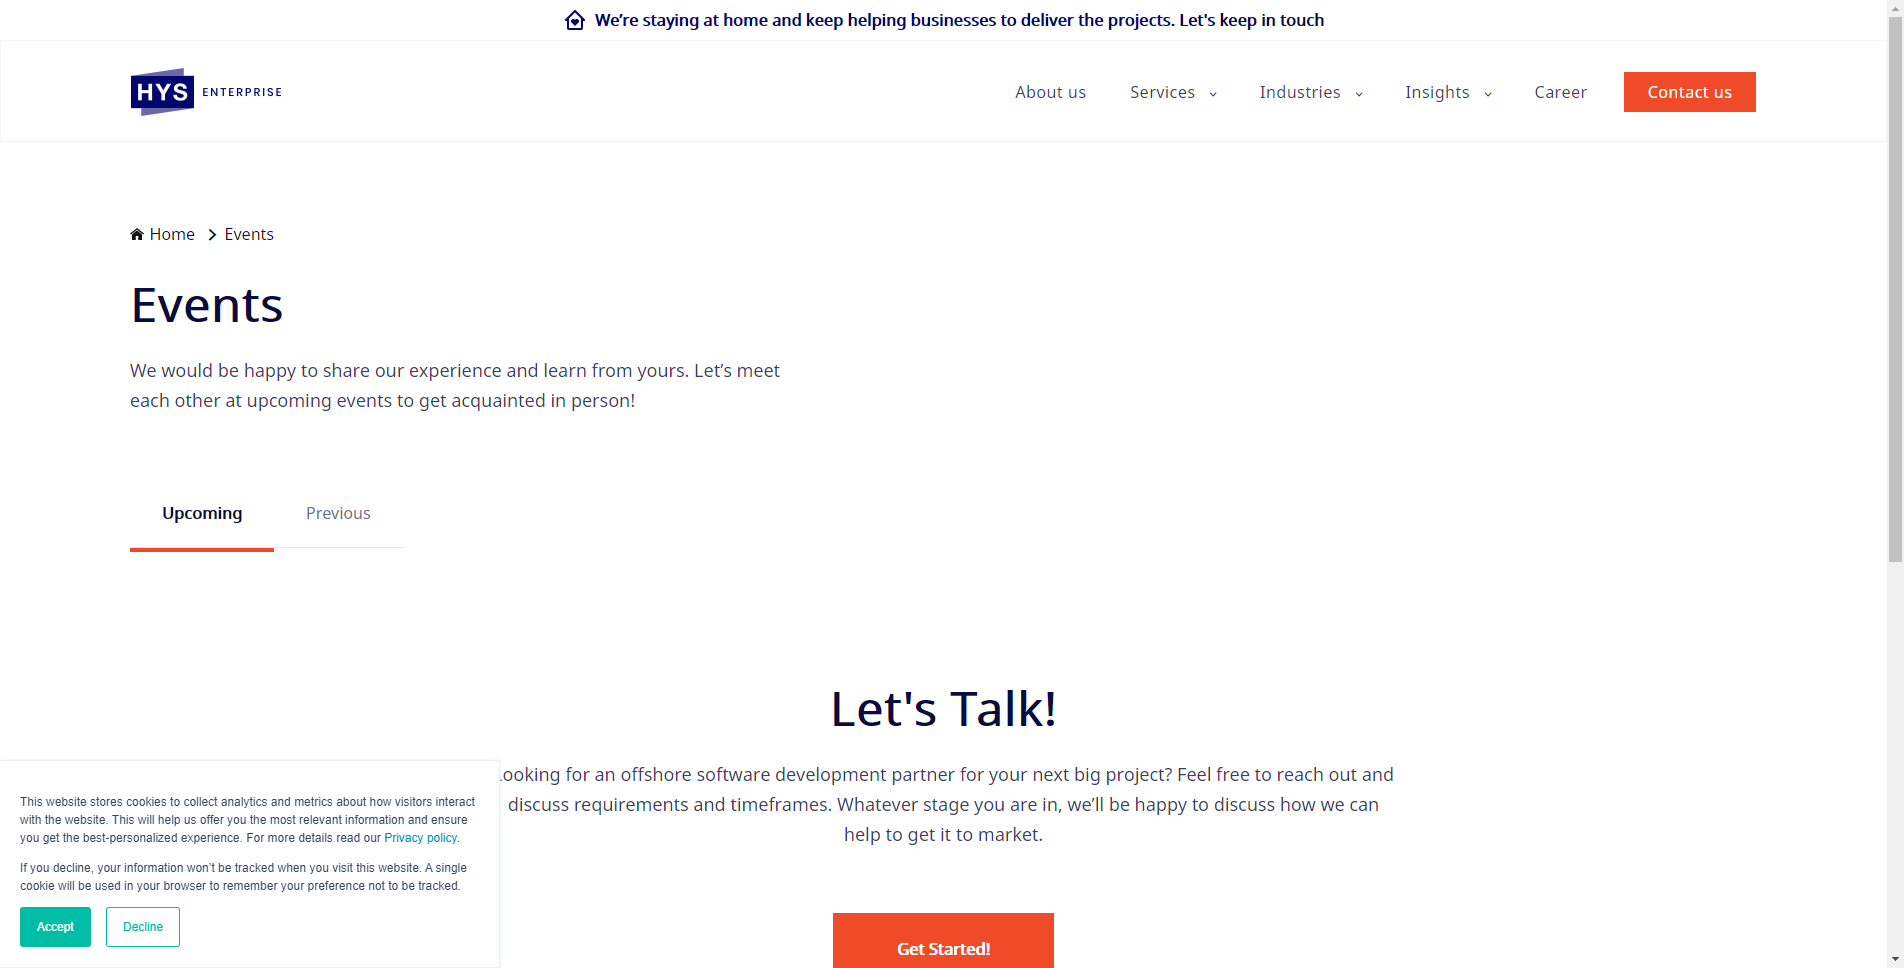 We’re staying at home and keep helping businesses to deliver the projects. Let's keep in touch
HYS ENTERPRISE
About us
Services
Industries
Insights
Career
Contact us
Home
Events
Events
We would be happy to share our experience and learn from yours. Let’s meet
each other at upcoming events to get acquainted in person!
Upcoming
Previous
Let's Talk!
Looking for an offshore software development partner for your next big project? Feel free to reach out and
discuss requirements and timeframes. Whatever stage you are in, we’ll be happy to discuss how we can
help to get it to market.
Get Started!
This website stores cookies to collect analytics and metrics about how visitors interact
with the website. This will help us offer you the most relevant information and ensure
you get the best-personalized experience. For more details read our Privacy policy.
If you decline, your information won’t be tracked when you visit this website. A single
cookie will be used in your browser to remember your preference not to be tracked.
Accept
Decline